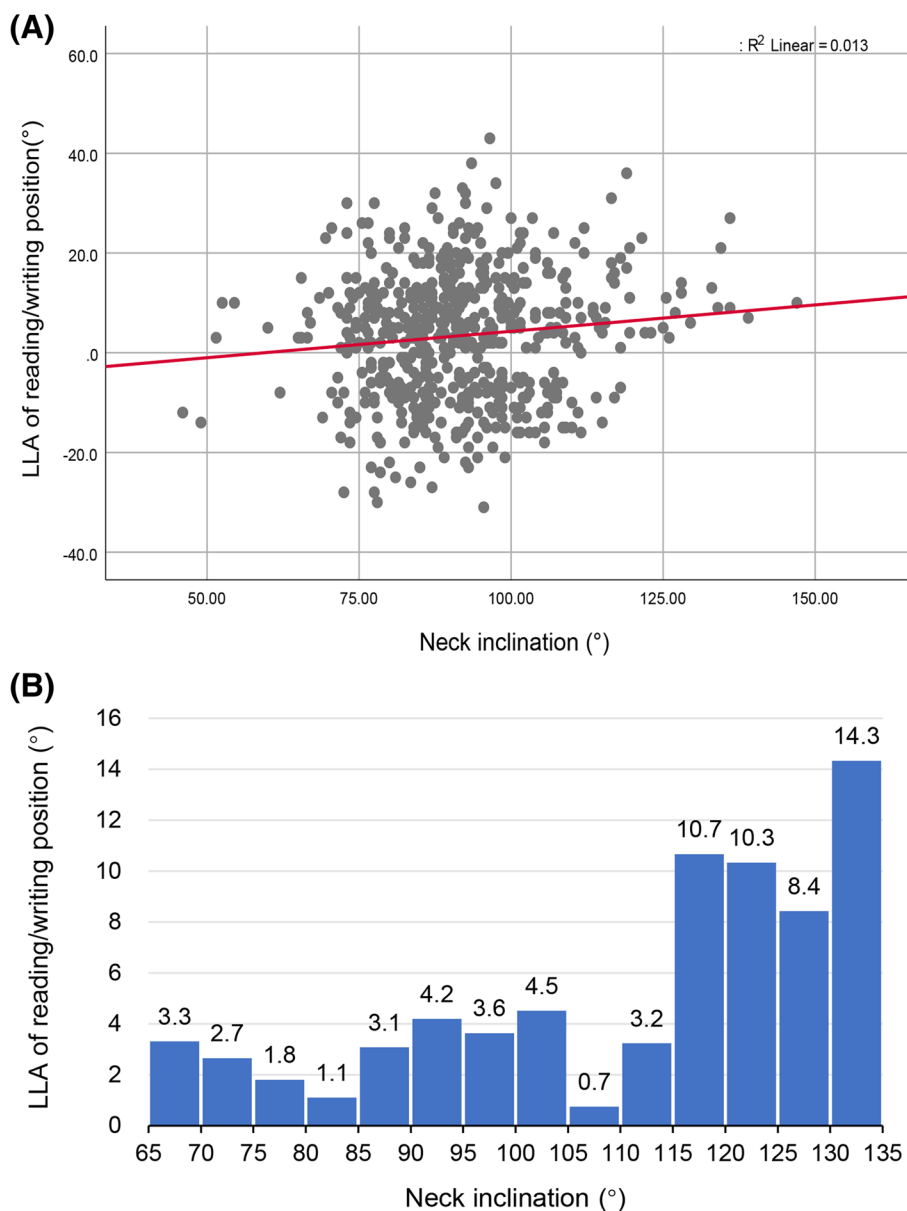 (A)
: R² Linear = 0.013
LLA of reading/writing position(°)
60.0
40.0
20.0
.0
-20.0
-40.0
50.00 75.00 100.00 125.00 150.00
Neck inclination (°)
(B)
LLA of reading/writing position (°)
16
14
12
10
8
6
4
2
0
3.3 2.7 1.8 1.1 3.1 4.2 3.6 4.5 0.7 3.2 10.7 10.3 8.4 14.3
65 70 75 80 85 90 95 100 105 110 115 120 125 130 135
Neck inclination (°)